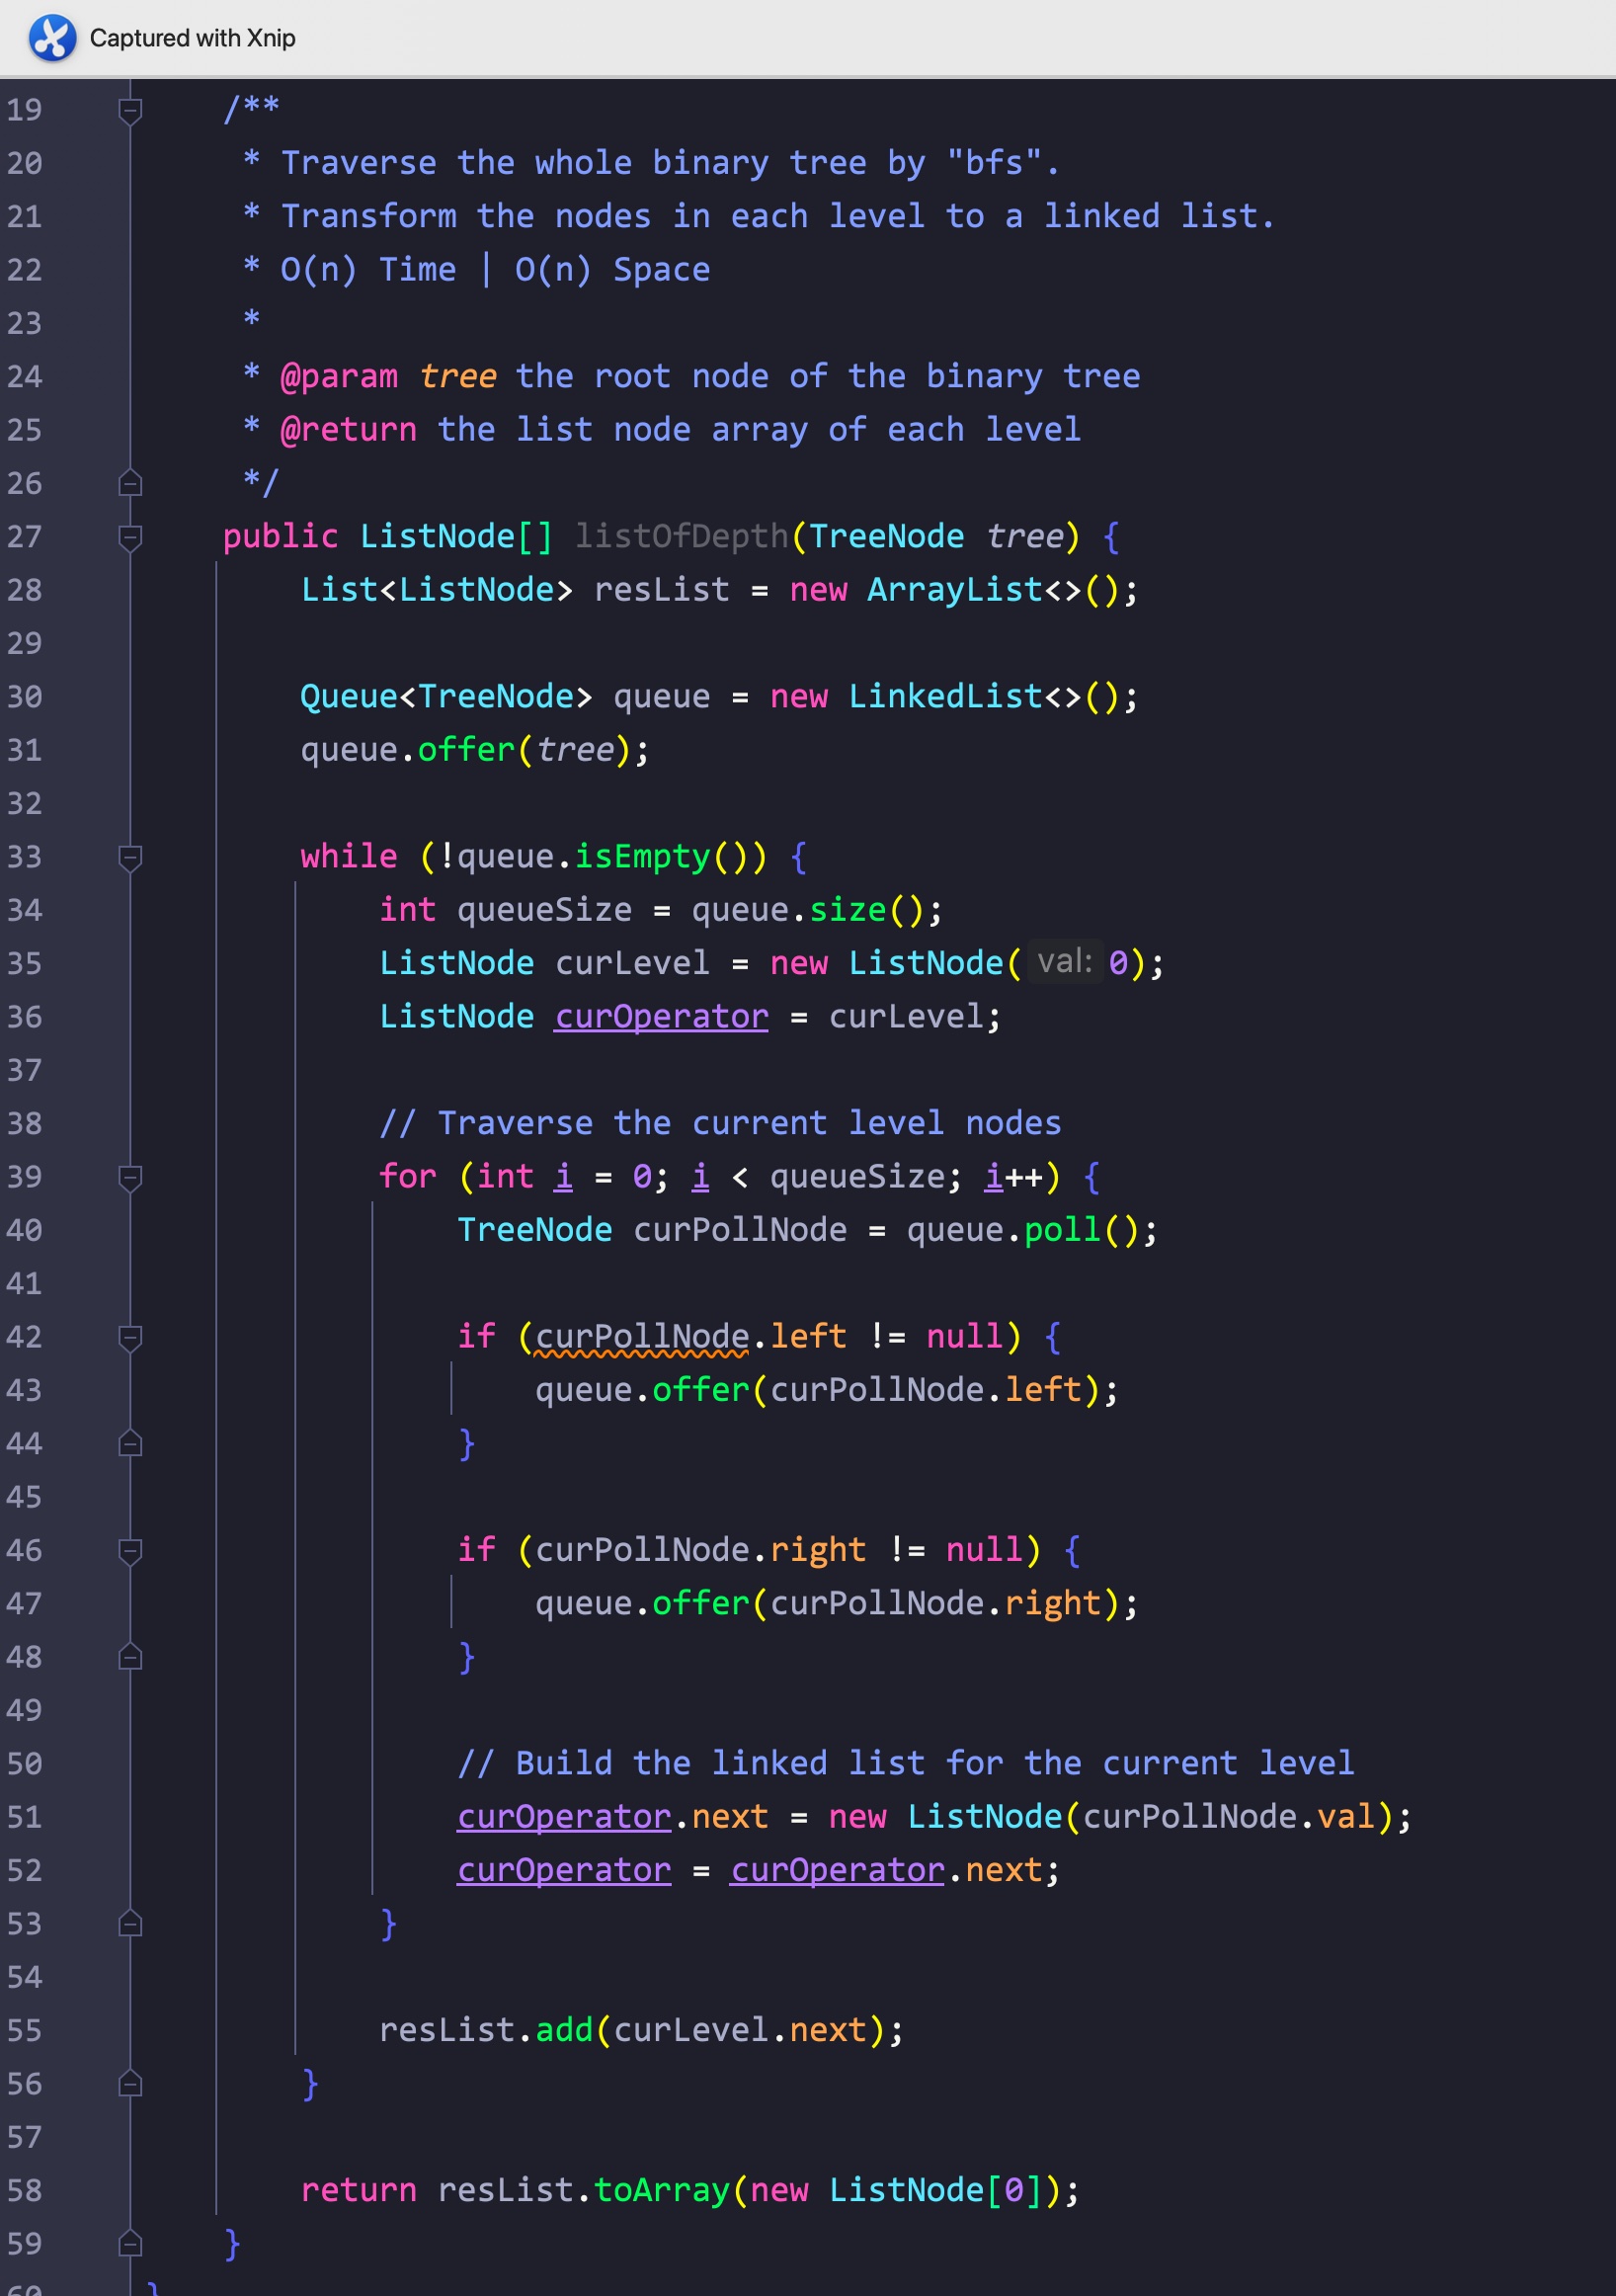 Captured with Xnip
19 /**
20 * Traverse the whole binary tree by "bfs".
21 * Transform the nodes in each level to a linked list.
22 * O(n) Time | O(n) Space
23 *
24 * @param tree the root node of the binary tree
25 * @return the list node array of each level
26 */
27 public ListNode[] listOfDepth(TreeNode tree) {
28 List<ListNode> resList = new ArrayList<>();
29
30 Queue<TreeNode> queue = new LinkedList<>();
31 queue.offer(tree);
32
33 while (!queue.isEmpty()) {
34 int queueSize = queue.size();
35 ListNode curLevel = new ListNode( val: 0);
36 ListNode curOperator = curLevel;
37
38 // Traverse the current level nodes
39 for (int i = 0; i < queueSize; i++) {
40 TreeNode curPollNode = queue.poll();
41
42 if (curPollNode.left != null) {
43 queue.offer(curPollNode.left);
44 }
45
46 if (curPollNode.right != null) {
47 queue.offer(curPollNode.right);
48 }
49
50 // Build the linked list for the current level
51 curOperator.next = new ListNode(curPollNode.val);
52 curOperator = curOperator.next;
53 }
54
55 resList.add(curLevel.next);
56 }
57
58 return resList.toArray(new ListNode[0]);
59 }
60 }